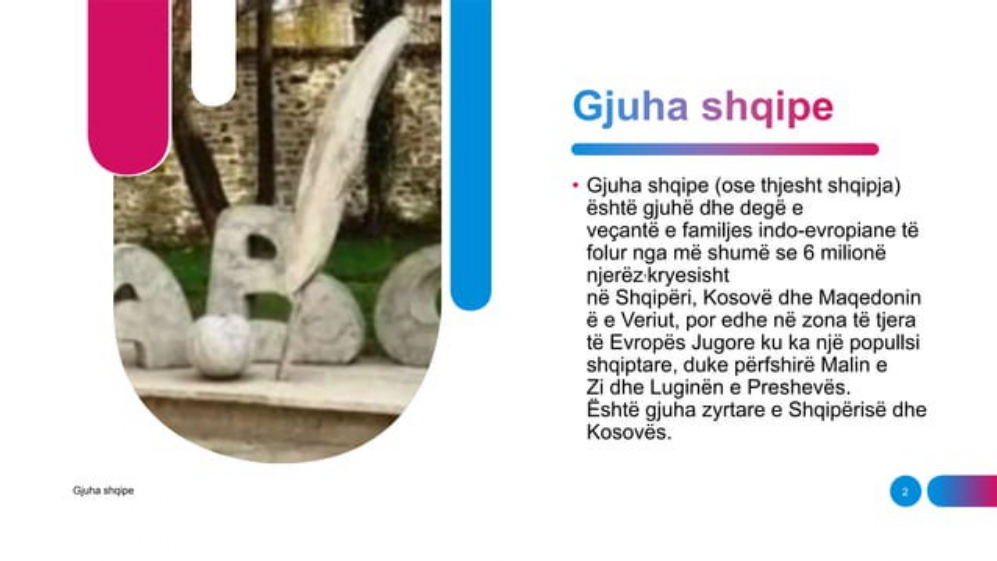 Gjuha shqipe
• Gjuha shqipe (ose thjesht shqipja)
është gjuhë dhe degë e
veçantë e familjes indo-evropiane të
folur nga më shumë se 6 milionë
njerëz·kryesisht
në Shqipëri, Kosovë dhe Maqedonin
ë e Veriut, por edhe në zona të tjera
të Evropës Jugore ku ka një popullsi
shqiptare, duke përfshirë Malin e
Zi dhe Luginën e Preshevës.
Është gjuha zyrtare e Shqipërisë dhe
Kosovës.
ABC
Gjuha shqipe
2